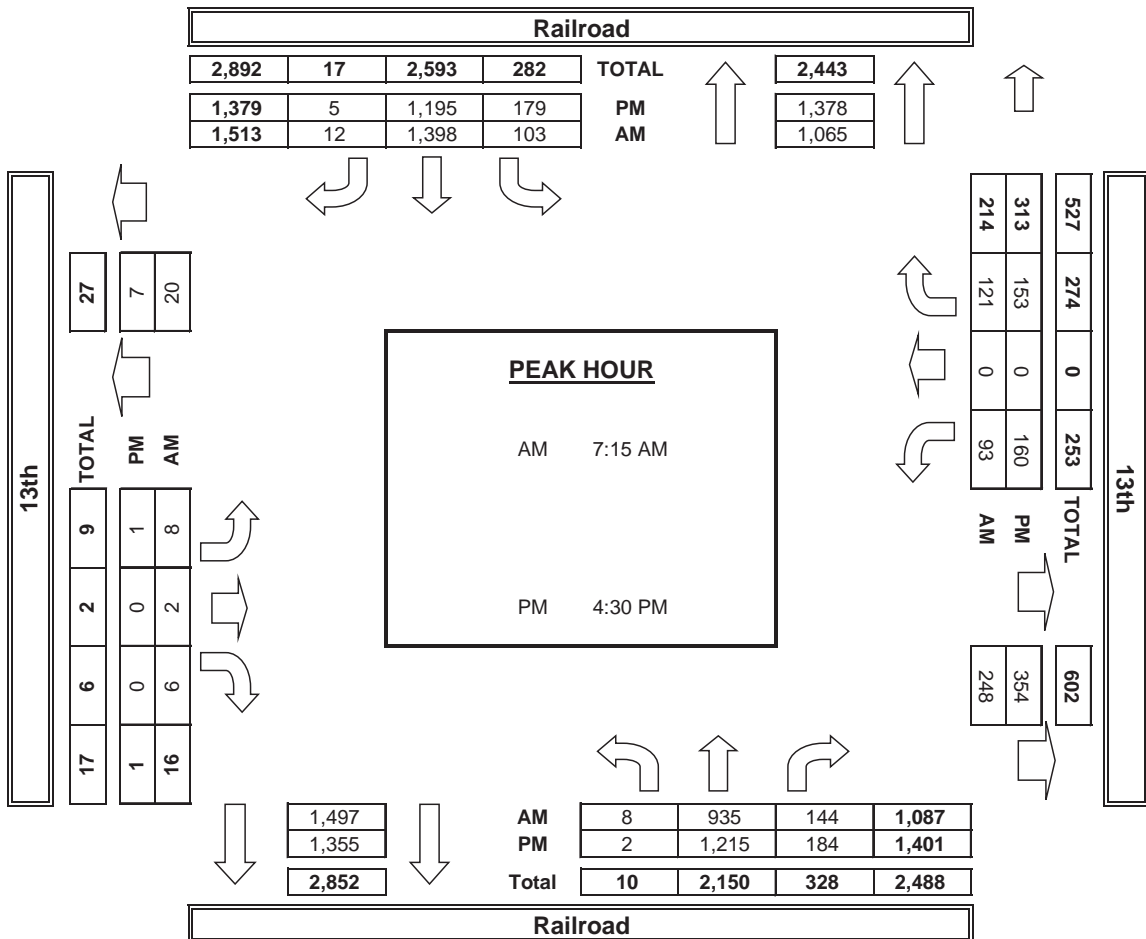 Railroad
2,892 17 2,593 282 TOTAL 2,443
1,379 5 1,195 179 PM 1,378
1,513 12 1,398 103 AM 1,065
13th
27
7
20
TOTAL
PM
AM
9 1 8
2 0 2
6 0 6
17 1 16
PEAK HOUR
AM 7:15 AM
PM 4:30 PM
214 313 527
121 153 274
0 0 0
93 160 253
AM PM TOTAL
248 354 602
13th
1,497 AM 8 935 144 1,087
1,355 PM 2 1,215 184 1,401
2,852 Total 10 2,150 328 2,488
Railroad